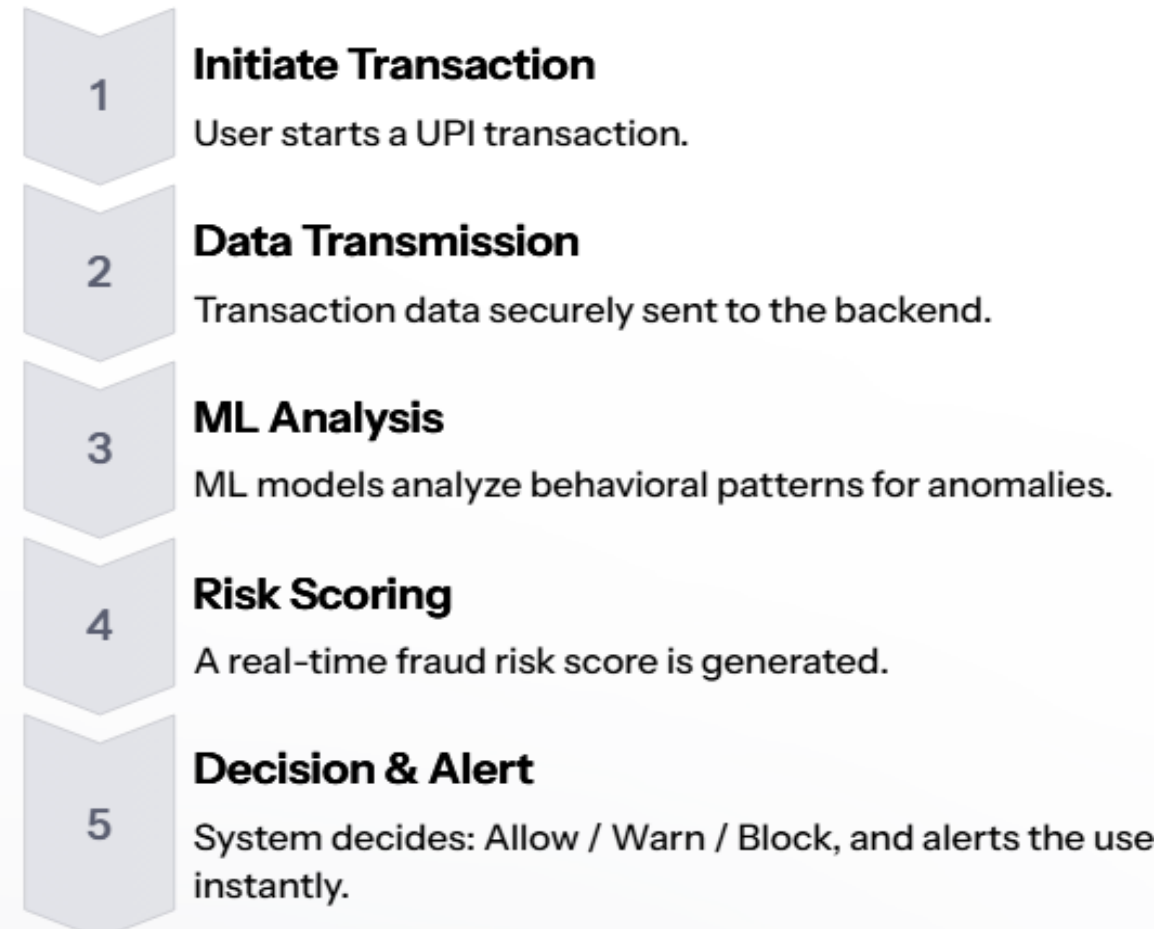 1
Initiate Transaction
User starts a UPI transaction.
2
Data Transmission
Transaction data securely sent to the backend.
3
ML Analysis
ML models analyze behavioral patterns for anomalies.
4
Risk Scoring
A real-time fraud risk score is generated.
5
Decision & Alert
System decides: Allow / Warn / Block, and alerts the use
instantly.